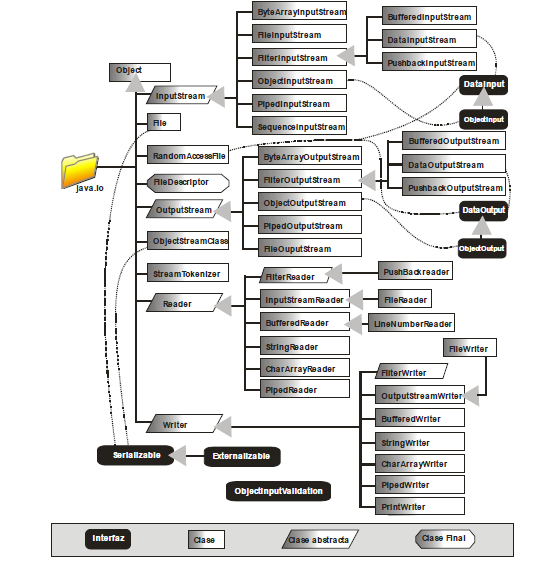 ByteArrayInputStream
BufferedInputStream
FileInputStream
DataInputStream
FilterInputStream
PushbackInputStream
Object
ObjectInputStream
DataInput
InputStream
PipedInputStream
ObjectInput
File
SequenceInputStream
BufferedOutputStream
RandomAccessFile
ByteArrayOutputStream
DataOutputStream
java.io
FileDescriptor
FilterOutputStream
PushbackOutputStream
OutputStream
ObjectOutputStream
DataOutput
PipedOutputStream
ObjectStreamClass
FileOuputStream
ObjectOutput
StreamTokenizer
FilterReader
PushBackreader
Reader
InputStreamReader
FileReader
BufferedReader
LineNumberReader
StringReader
FileWriter
CharArrayReader
FilterWriter
PipedReader
OutputStreamWriter
Writer
BufferedWriter
StringWriter
Serializable
Externalizable
CharArrayWriter
PipedWriter
ObjectInputValidation
PrintWriter
Interfaz
Clase
Clase abstracta
Clase Final